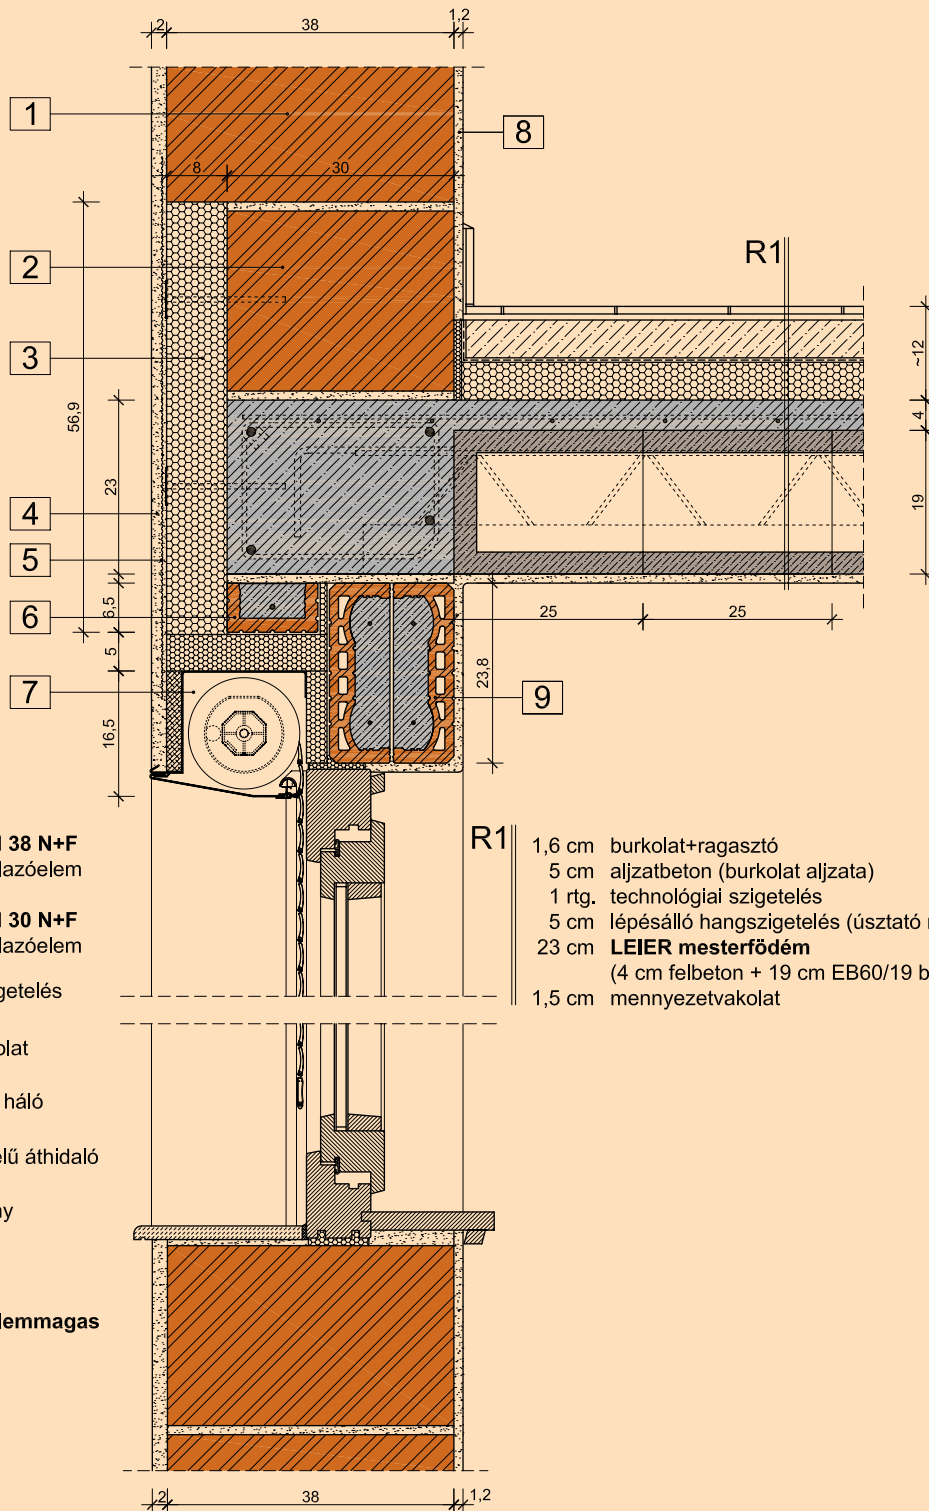 2 38 1,2
1
8
8 30
2
R1
3
~12
56,9
4
23
19
4
5
6
6,5
25 25
5
23,8
7
9
16,5
38 N+F
lazóelem
30 N+F
lazóelem
getelés
olat
háló
elű áthidaló
ny
lemmagas
R1
1,6 cm burkolat+ragasztó
5 cm aljzatbeton (burkolat aljzata)
1 rtg. technológiai szigetelés
5 cm lépésálló hangszigetelés (úsztató r
23 cm LEIER mesterfödém
(4 cm felbeton + 19 cm EB60/19 b
1,5 cm mennyezetvakolat
2 38 1,2